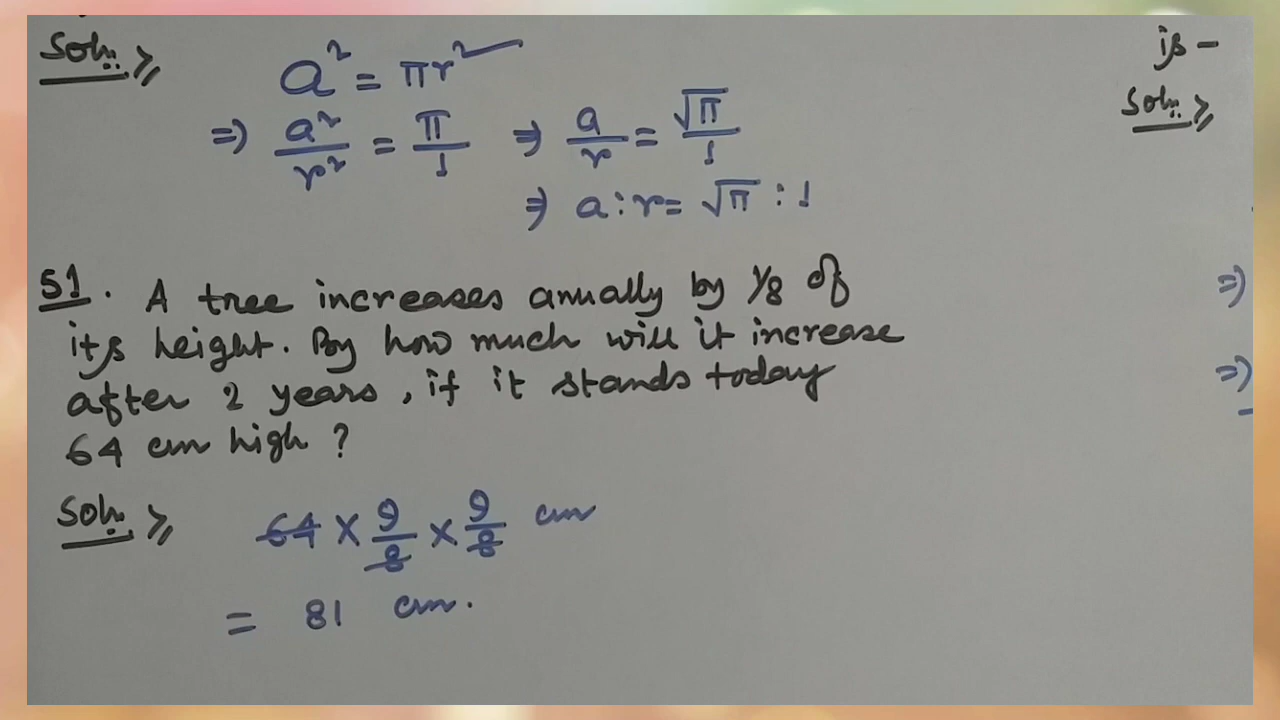 Soln. ⇒
a² = πr²
⇒ a²/r² = π/1 ⇒ a/r = √π/1
⇒ a:r = √π : 1
51. A tree increases anually by 1/8 of
its height. By how much will it increase
after 2 years, if it stands today
64 cm high ?
Soln. ⇒
64 × 9/8 × 9/8 cm
= 81 cm.
is –
Soln. ⇒
⇒
⇒